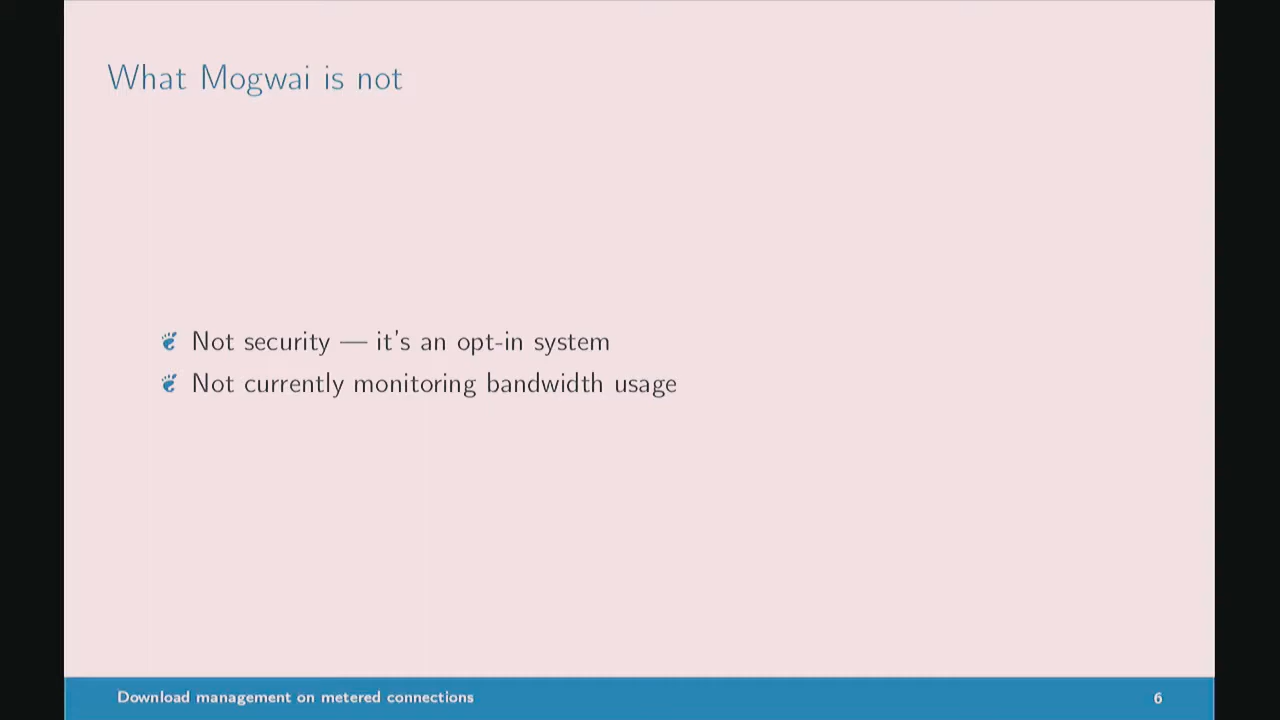 What Mogwai is not
Not security — it's an opt-in system
Not currently monitoring bandwidth usage
Download management on metered connections
6